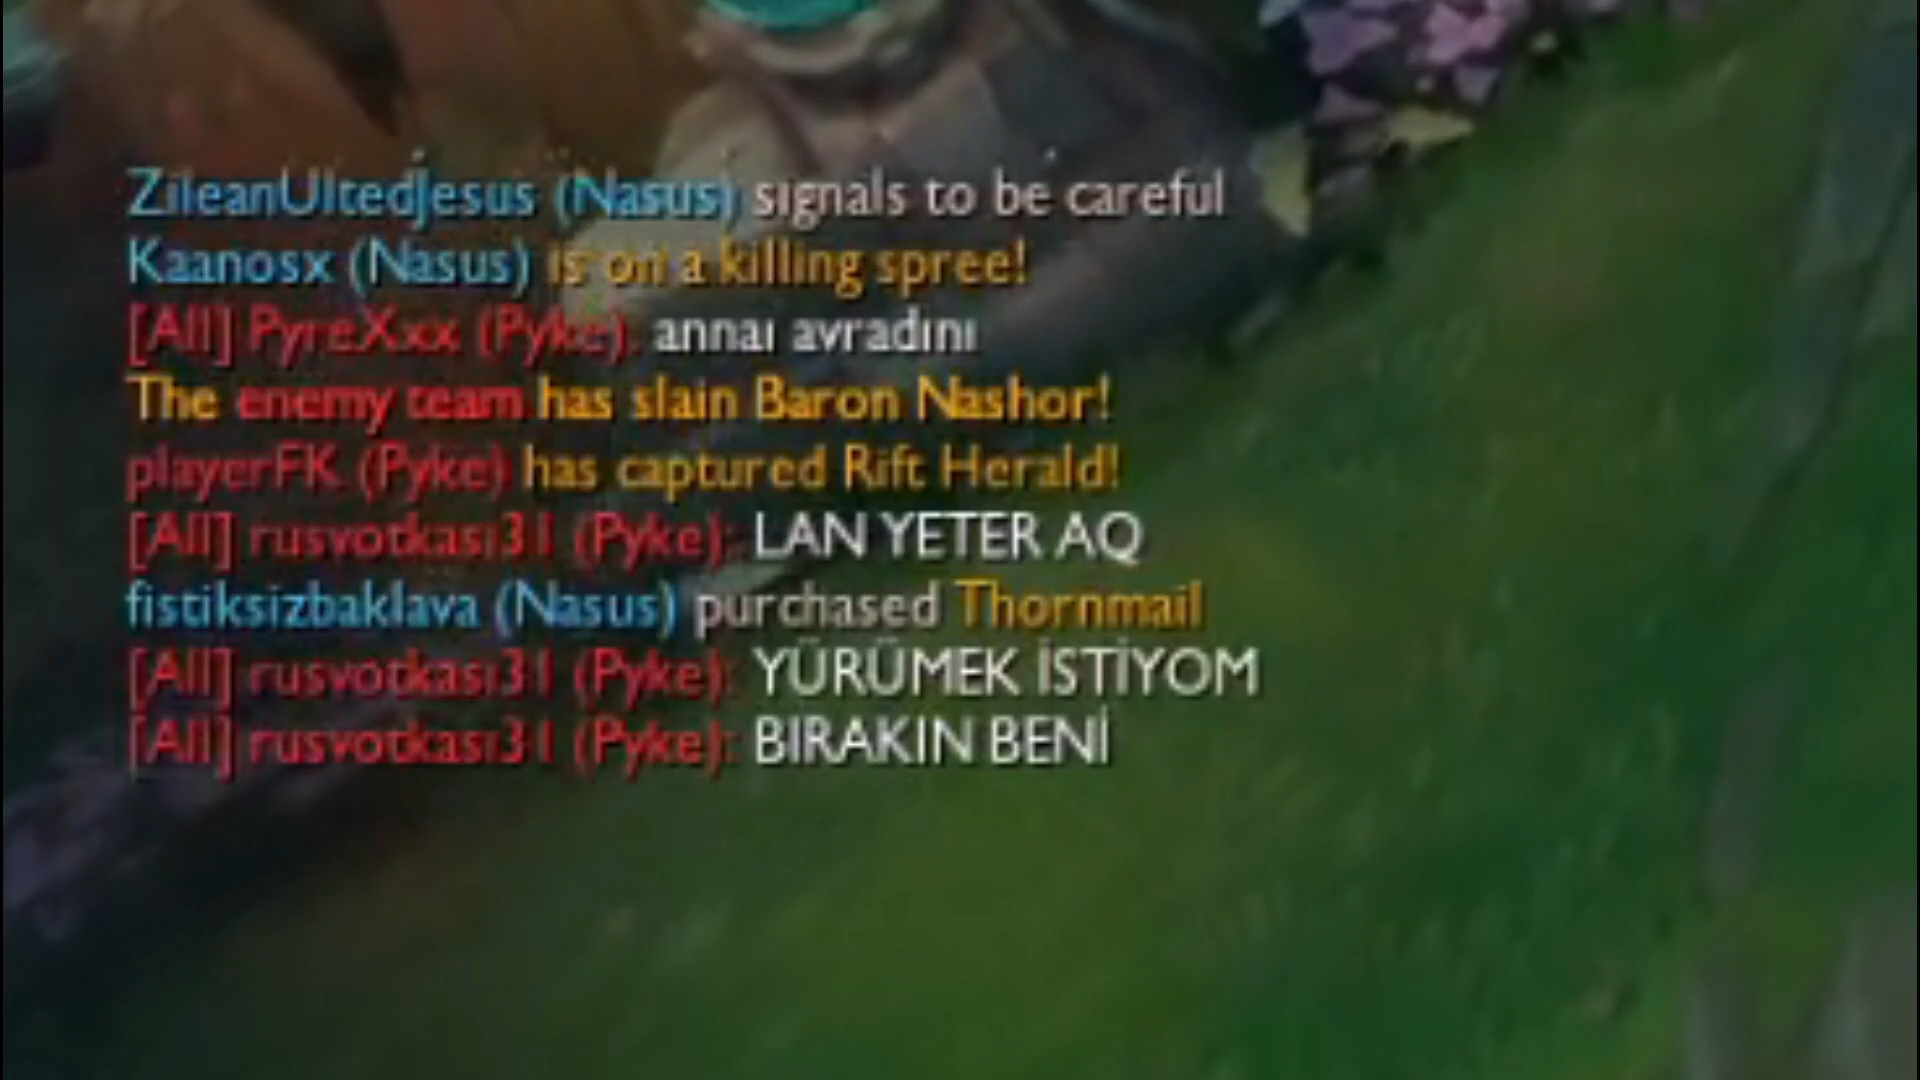 ZileanUltedJesus (Nasus) signals to be careful
Kaanosx (Nasus) is on a killing spree!
[All] PyreXxx (Pyke): annaı avradını
The enemy team has slain Baron Nashor!
playerFK (Pyke) has captured Rift Herald!
[All] rusvotkası31 (Pyke): LAN YETER AQ
fistiksizbaklava (Nasus) purchased Thornmail
[All] rusvotkası31 (Pyke): YÜRÜMEK İSTİYOM
[All] rusvotkası31 (Pyke): BIRAKIN BENİ